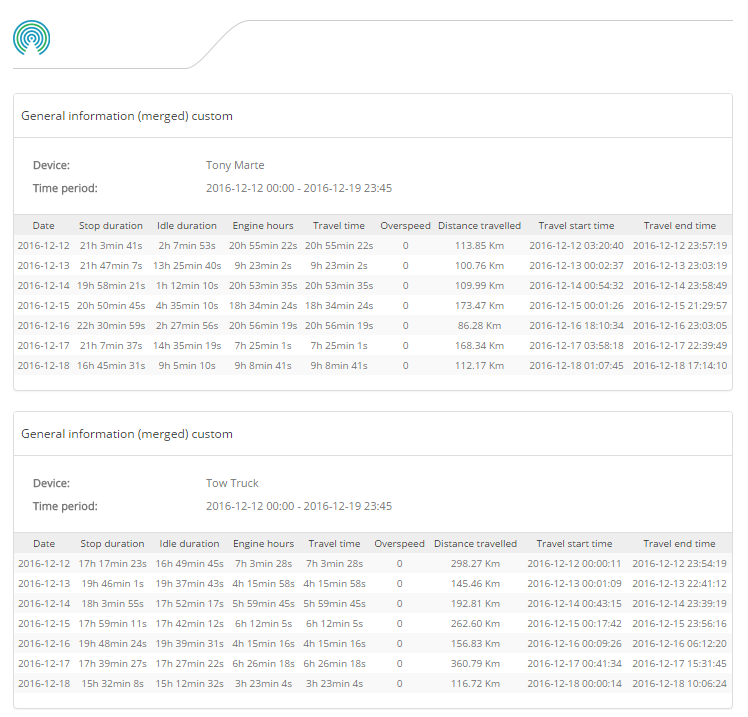 General information (merged) custom
Device: Tony Marte
Time period: 2016-12-12 00:00 - 2016-12-19 23:45
Date Stop duration Idle duration Engine hours Travel time Overspeed Distance travelled Travel start time Travel end time
2016-12-12 21h 3min 41s 2h 7min 53s 20h 55min 22s 20h 55min 22s 0 113.85 Km 2016-12-12 03:20:40 2016-12-12 23:57:19
2016-12-13 21h 47min 7s 13h 25min 40s 9h 23min 2s 9h 23min 2s 0 100.76 Km 2016-12-13 00:02:37 2016-12-13 23:03:19
2016-12-14 19h 58min 21s 1h 12min 10s 20h 53min 35s 20h 53min 35s 0 109.99 Km 2016-12-14 00:54:32 2016-12-14 23:58:49
2016-12-15 20h 50min 45s 4h 35min 10s 18h 34min 24s 18h 34min 24s 0 173.47 Km 2016-12-15 00:01:26 2016-12-15 21:29:57
2016-12-16 22h 30min 59s 2h 27min 56s 20h 56min 19s 20h 56min 19s 0 86.28 Km 2016-12-16 18:10:34 2016-12-16 23:03:05
2016-12-17 21h 7min 37s 14h 35min 19s 7h 25min 1s 7h 25min 1s 0 168.34 Km 2016-12-17 03:58:18 2016-12-17 22:39:49
2016-12-18 16h 45min 31s 9h 5min 10s 9h 8min 41s 9h 8min 41s 0 112.17 Km 2016-12-18 01:07:45 2016-12-18 17:14:10
General information (merged) custom
Device: Tow Truck
Time period: 2016-12-12 00:00 - 2016-12-19 23:45
Date Stop duration Idle duration Engine hours Travel time Overspeed Distance travelled Travel start time Travel end time
2016-12-12 17h 17min 23s 16h 49min 45s 7h 3min 28s 7h 3min 28s 0 298.27 Km 2016-12-12 00:00:11 2016-12-12 23:54:19
2016-12-13 19h 46min 1s 19h 37min 43s 4h 15min 58s 4h 15min 58s 0 145.46 Km 2016-12-13 00:01:09 2016-12-13 22:41:12
2016-12-14 18h 3min 55s 17h 52min 17s 5h 59min 45s 5h 59min 45s 0 192.81 Km 2016-12-14 00:43:15 2016-12-14 23:39:19
2016-12-15 17h 59min 11s 17h 42min 12s 6h 12min 5s 6h 12min 5s 0 262.60 Km 2016-12-15 00:17:42 2016-12-15 23:56:16
2016-12-16 19h 48min 24s 19h 39min 31s 4h 15min 16s 4h 15min 16s 0 156.83 Km 2016-12-16 00:09:26 2016-12-16 06:12:20
2016-12-17 17h 39min 27s 17h 27min 22s 6h 26min 18s 6h 26min 18s 0 360.79 Km 2016-12-17 00:41:34 2016-12-17 15:31:45
2016-12-18 15h 32min 8s 15h 12min 32s 3h 23min 4s 3h 23min 4s 0 116.72 Km 2016-12-18 00:00:14 2016-12-18 10:06:24